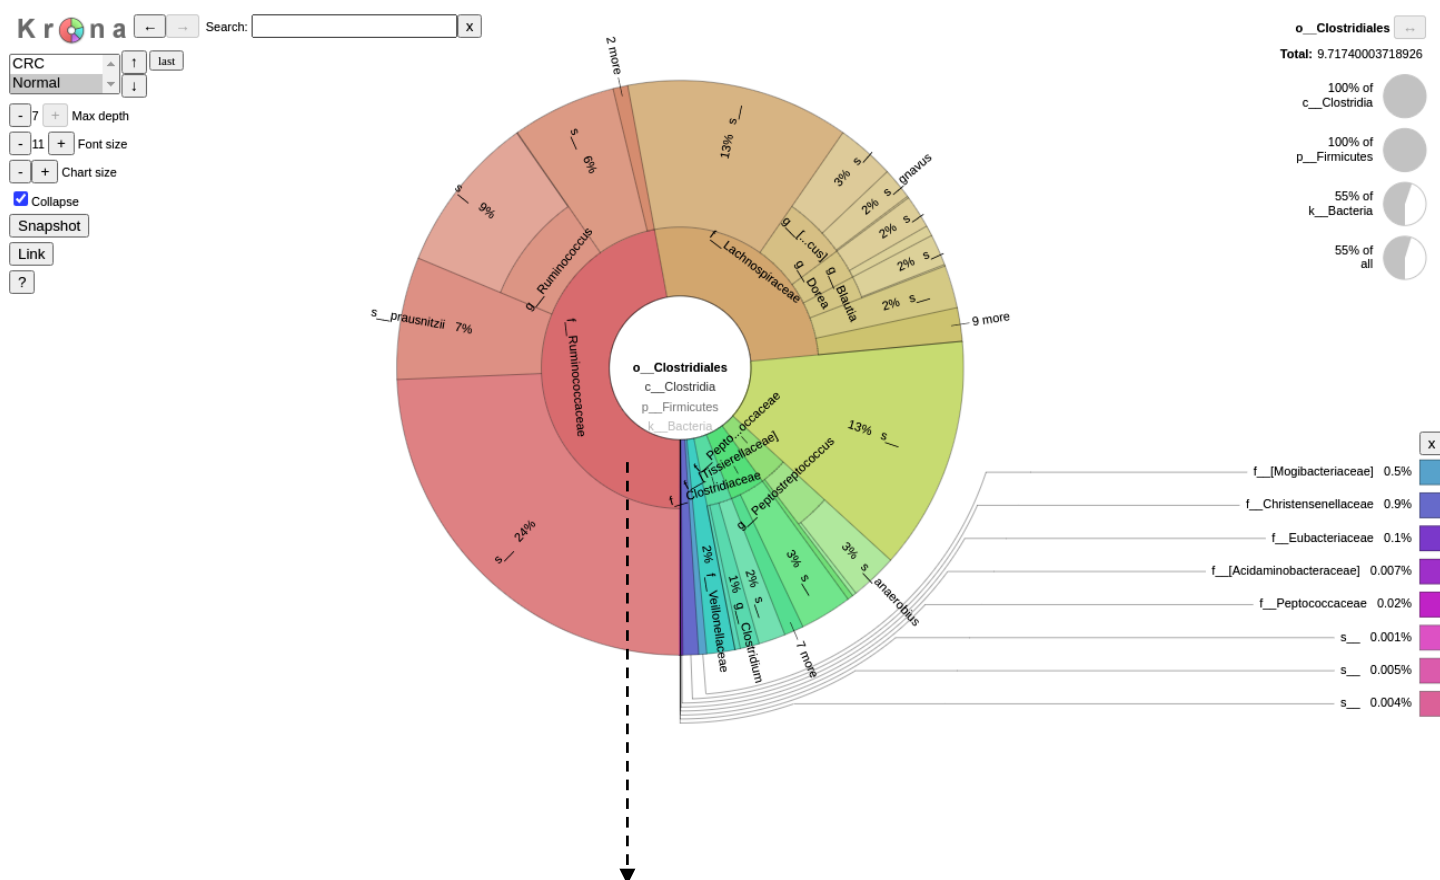 Krona
←
→
Search:
x
CRC
Normal
↑
↓
last
- 7 + Max depth
- 11 + Font size
- + Chart size
Collapse
Snapshot
Link
?
o__Clostridiales
↔
Total: 9.71740003718926
100% of
c__Clostridia
100% of
p__Firmicutes
55% of
k__Bacteria
55% of
all
2 more
13% s__
3% s__
2% s__gnavus
2% s__
2% s__
2% s__
9 more
s__ 6%
s__ 9%
s__prausnitzii 7%
s__ 24%
g__Ruminococcus
f__Ruminococcaceae
f__Lachnospiraceae
g__[...cus]
g__Dorea
g__Blautia
o__Clostridiales
c__Clostridia
p__Firmicutes
k__Bacteria
13% s__
f__Pepto...occaceae
f__[Tissierellaceae]
f__Clostridiaceae
g__Peptostreptococcus
3% s__anaerobius
3% s__
7 more
2% s__
1% g__Clostridium
2% f__Veillonellaceae
x
f__[Mogibacteriaceae] 0.5%
f__Christensenellaceae 0.9%
f__Eubacteriaceae 0.1%
f__[Acidaminobacteraceae] 0.007%
f__Peptococcaceae 0.02%
s__ 0.001%
s__ 0.005%
s__ 0.004%